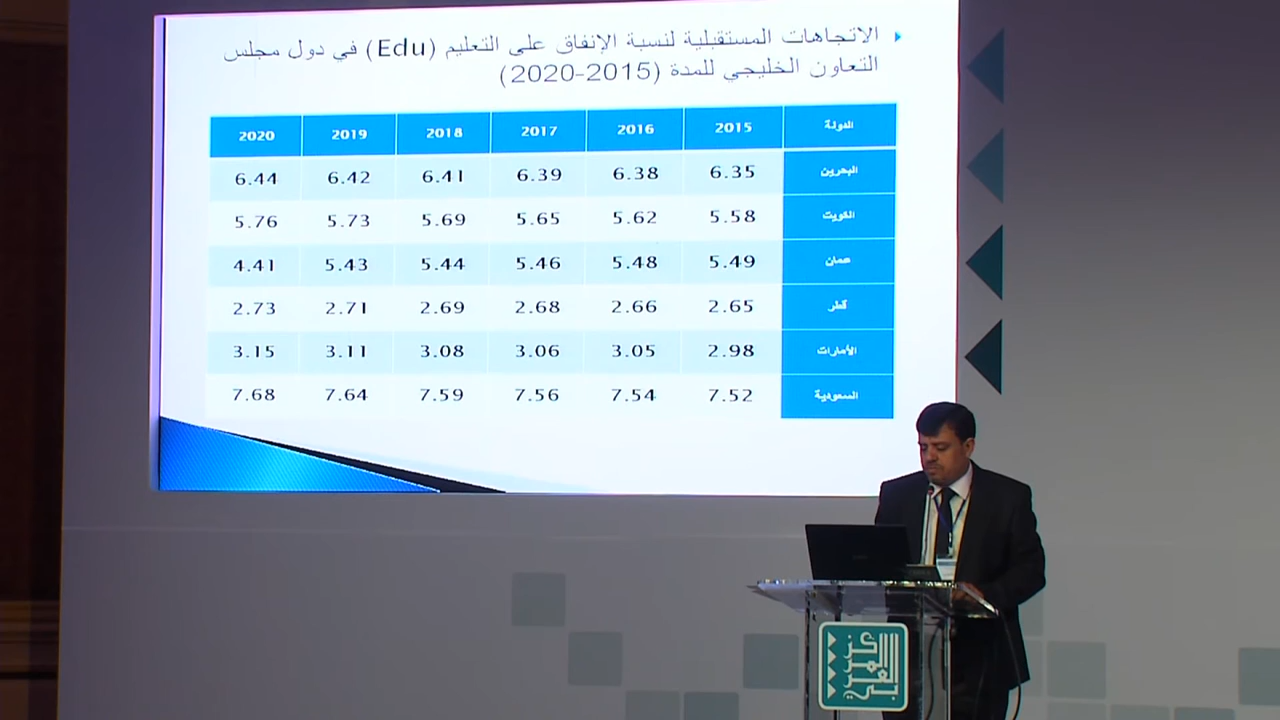 الاتجاهات المستقبلية لنسبة الإنفاق على التعليم (Edu) في دول مجلس
التعاون الخليجي للمدة (2015-2020)
الدولة 2015 2016 2017 2018 2019 2020
البحرين 6.35 6.38 6.39 6.41 6.42 6.44
الكويت 5.58 5.62 5.65 5.69 5.73 5.76
عمان 5.49 5.48 5.46 5.44 5.43 4.41
قطر 2.65 2.66 2.68 2.69 2.71 2.73
الأمارات 2.98 3.05 3.06 3.08 3.11 3.15
السعودية 7.52 7.54 7.56 7.59 7.64 7.68
المركز
العربي